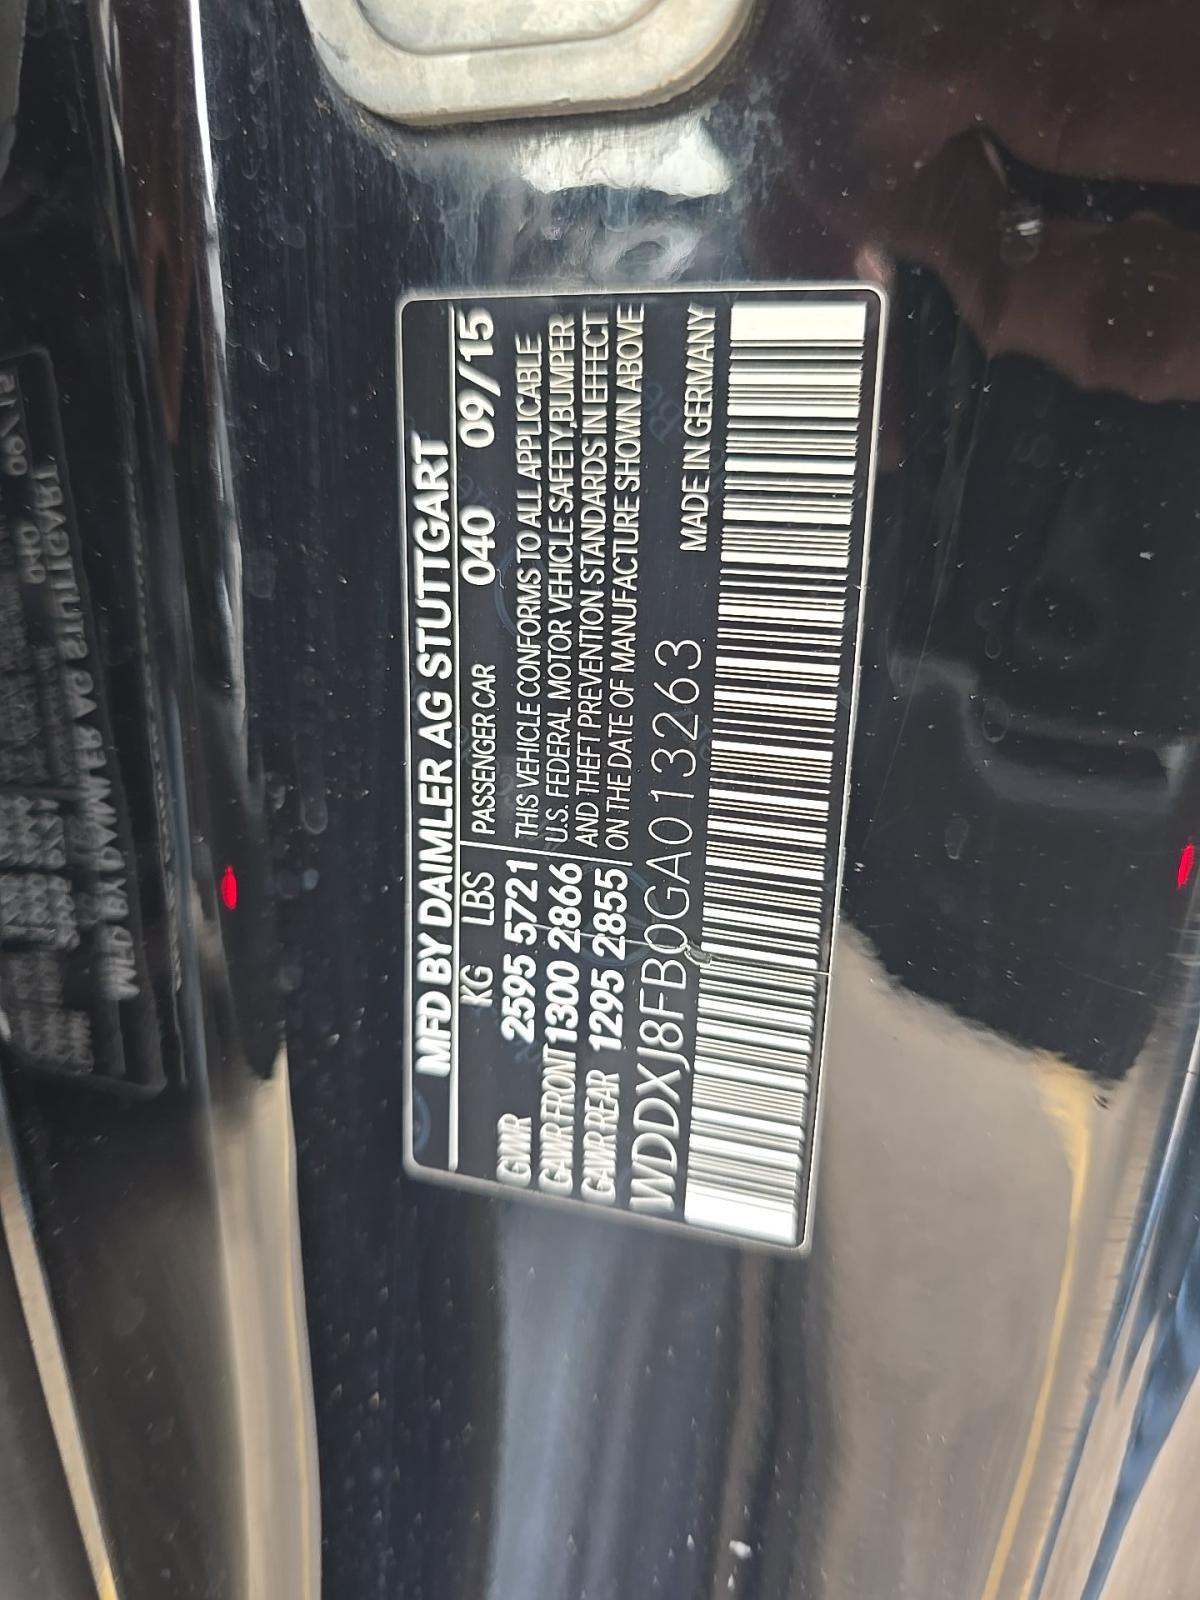 MFD BY DAIMLER AG STUTTGART
KG LBS PASSENGER CAR 040 09/15
GVWR 2595 5721 THIS VEHICLE CONFORMS TO ALL APPLICABLE
GAWR FRONT 1300 2866 U.S. FEDERAL MOTOR VEHICLE SAFETY, BUMPER
GAWR REAR 1295 2855 AND THEFT PREVENTION STANDARDS IN EFFECT
ON THE DATE OF MANUFACTURE SHOWN ABOVE
WDDXJ8FB0GA013263 MADE IN GERMANY